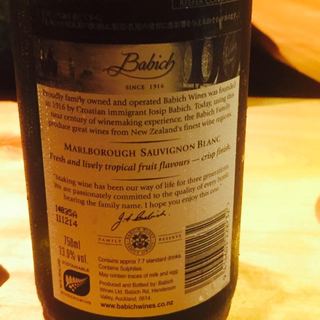 Babich
SINCE 1916
Proudly family owned and operated Babich Wines was founded
in 1916 by Croatian immigrant Josip Babich. Today, taking this
new century of winemaking experience, the Babich Family
produce great wines from New Zealand's finest wine regions.
MARLBOROUGH SAUVIGNON BLANC
Fresh and lively tropical fruit flavours — crisp finish.
Making wine has been our way of life for three generations.
We are passionately committed to the quality of every bottle
bearing the family name. I hope you enjoy this one.
111214
FAMILY RESERVE
750ml
13.0% vol.
Contains approx 7.7 standard drinks.
Contains Sulphites.
May contain traces of milk and egg.
Produced and Bottled by: Babich
Wines Ltd. Babich Rd, Henderson
Valley, Auckland. 0614.
www.babichwines.co.nz